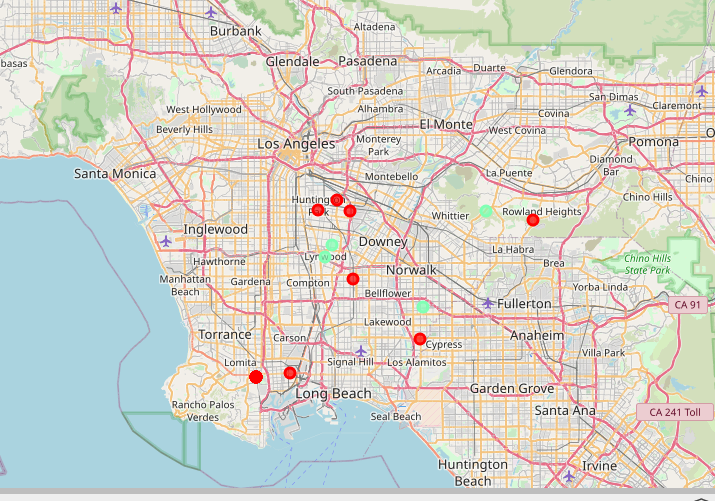 Altadena
Burbank
basas
Glendale
Pasadena
Arcadia
Duarte
Glendora
South Pasadena
San Dimas
West Hollywood
Alhambra
Claremont
Covina
El Monte
Beverly Hills
West Covina
Los Angeles
Monterey
Park
Pomona
O
Diamond
Bar
Santa Monica
Montebello
La Puente
Chino
Chino Hills
Huntington
Park
Whittier
Rowland Heights
Inglewood
Downey
La Habra
Lynwood
Hawthorne
Brea
Chino Hills
State Park
Norwalk
Manhattan
Beach
Gardena
Compton
Yorba Linda
Bellflower
Fullerton
CA 91
Lakewood
Torrance
Carson
Anaheim
Cypress
Villa Park
Lomita
Signal Hill
Los Alamitos
Long Beach
Garden Grove
Rancho Palos
Verdes
Seal Beach
Santa Ana
CA 241 Toll
Huntington
Beach
Irvine